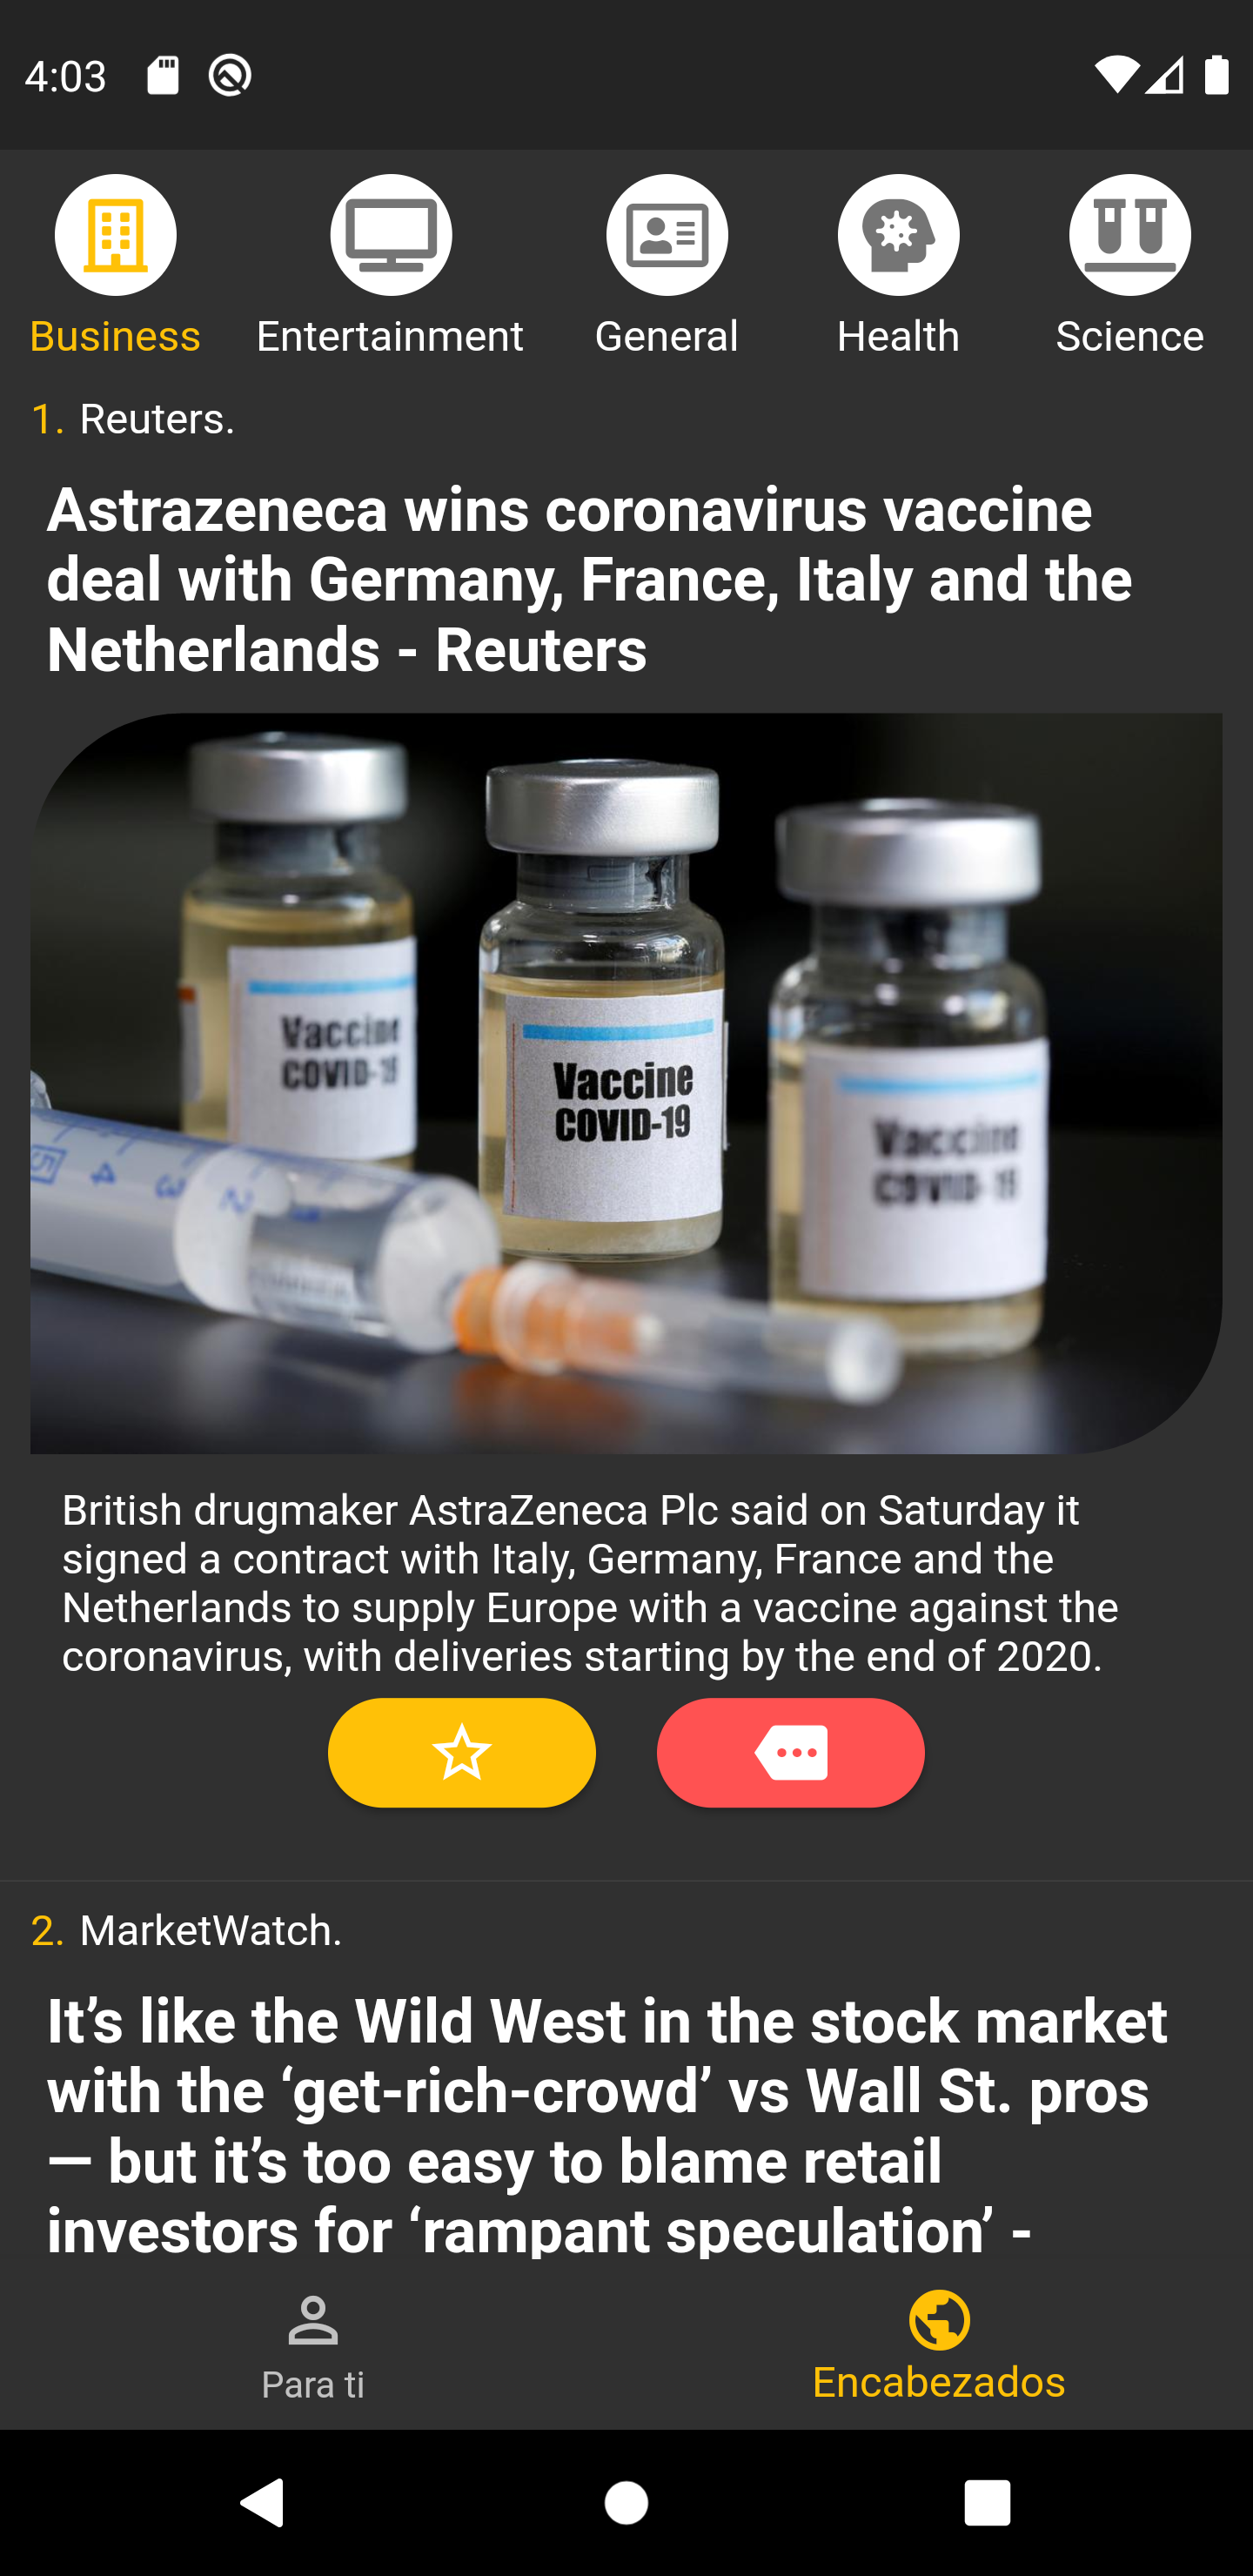 4:03
Business
Entertainment
General
Health
Science
1. Reuters.
Astrazeneca wins coronavirus vaccine
deal with Germany, France, Italy and the
Netherlands - Reuters
Vaccine
COVID-19
Vaccine
COVID-19
Vaccine
COVID-19
5 4 3 2 1
British drugmaker AstraZeneca Plc said on Saturday it
signed a contract with Italy, Germany, France and the
Netherlands to supply Europe with a vaccine against the
coronavirus, with deliveries starting by the end of 2020.
2. MarketWatch.
It’s like the Wild West in the stock market
with the ‘get-rich-crowd’ vs Wall St. pros
— but it’s too easy to blame retail
investors for ‘rampant speculation’ -
Para ti
Encabezados